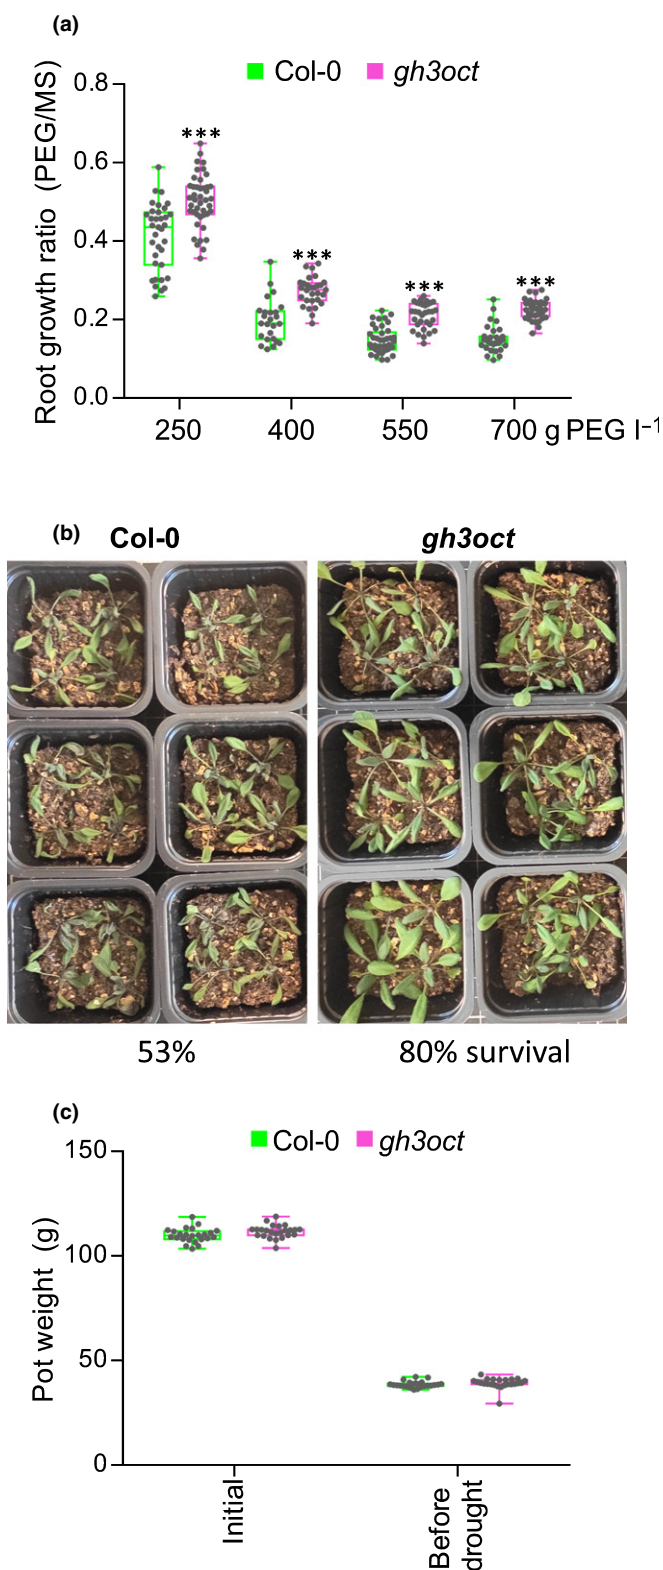 (a)
Col-0 gh3oct
Root growth ratio (PEG/MS)
0.8
0.6
0.4
0.2
0.0
***
***
***
***
250 400 550 700 g PEG l⁻¹
(b)
Col-0 gh3oct
53% 80% survival
(c)
Col-0 gh3oct
Pot weight (g)
150
100
50
0
Initial
Before
drought